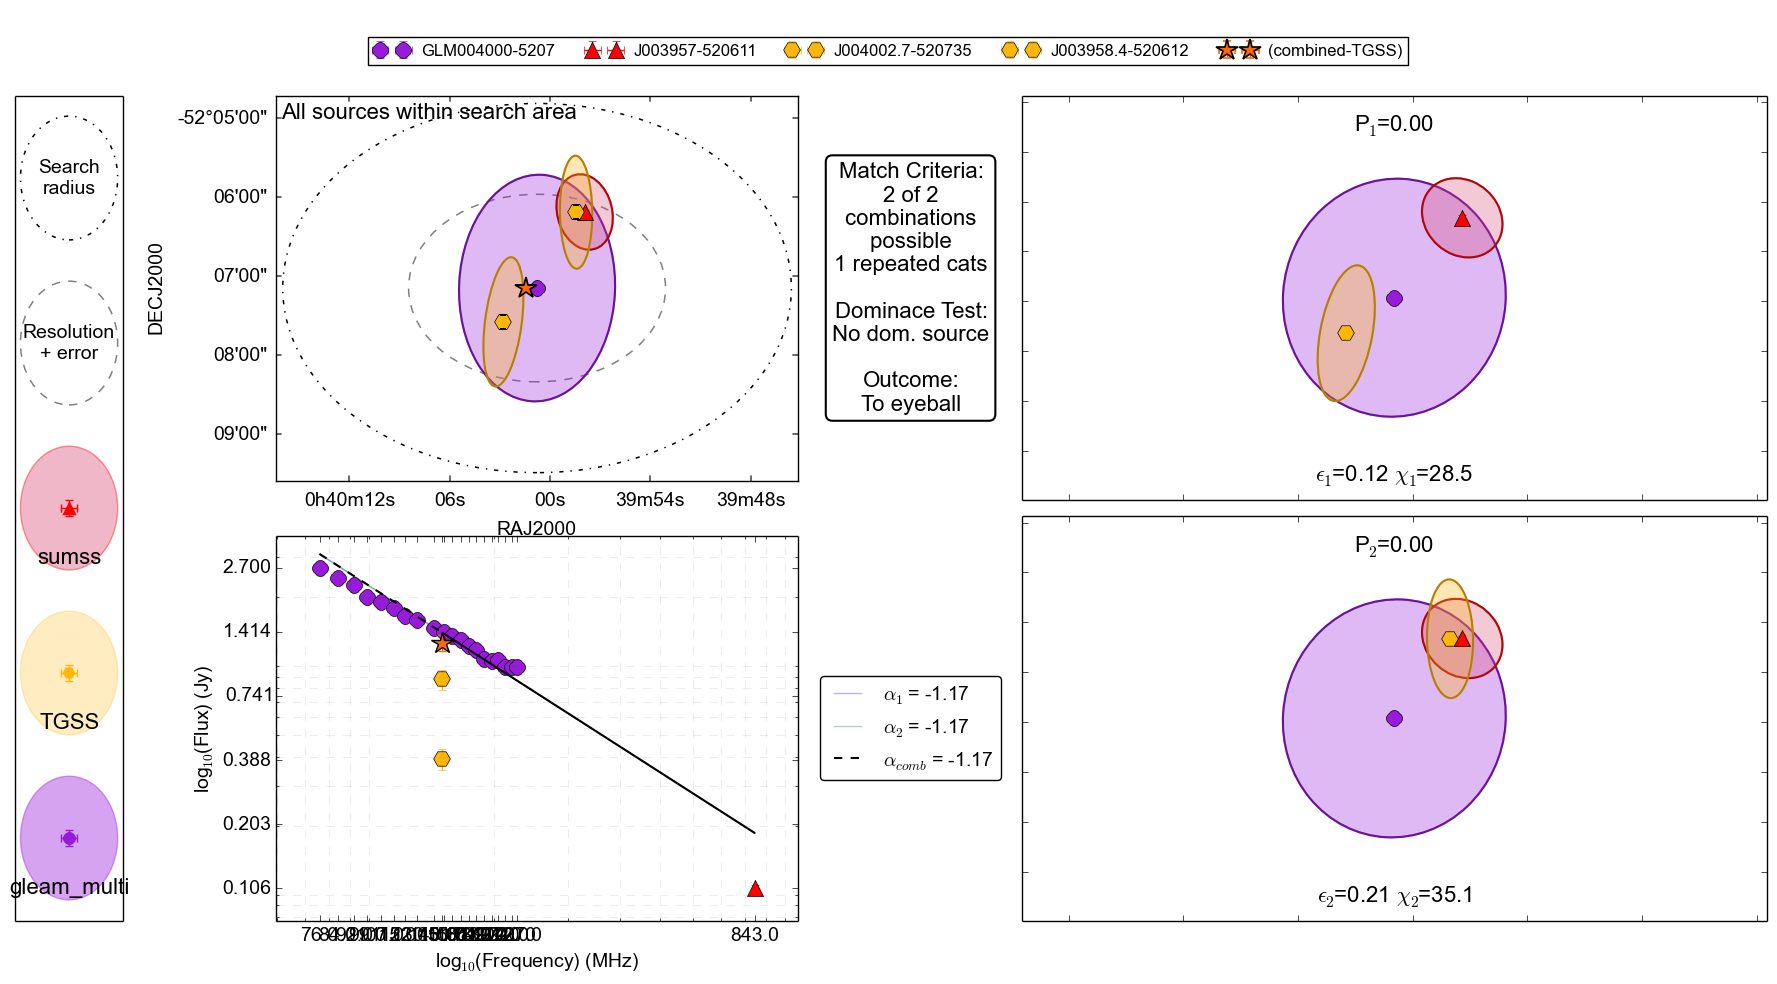 GLM004000-5207 J003957-520611 J004002.7-520735 J003958.4-520612 (combined-TGSS)
Search
radius
Resolution
+ error
sumss
TGSS
gleam_multi
All sources within search area
-52°05'00"
06'00"
07'00"
08'00"
09'00"
DECJ2000
0h40m12s 06s 00s 39m54s 39m48s
RAJ2000
Match Criteria:
2 of 2
combinations
possible
1 repeated cats
Dominace Test:
No dom. source
Outcome:
To eyeball
P1=0.00
ϵ1=0.12 χ1=28.5
2.700
1.414
0.741
0.388
0.203
0.106
log10(Flux) (Jy)
843.0
log10(Frequency) (MHz)
α1 = -1.17
α2 = -1.17
αcomb = -1.17
P2=0.00
ϵ2=0.21 χ2=35.1